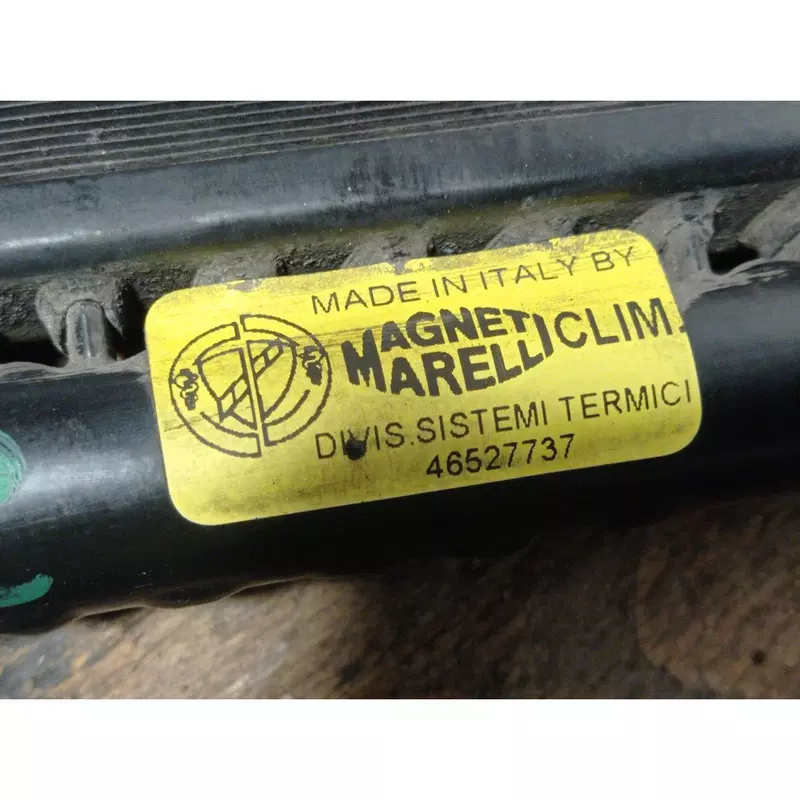 MADE IN ITALY BY
MAGNETI CLIM.
MARELLI
DIVIS.SISTEMI TERMICI
46527737